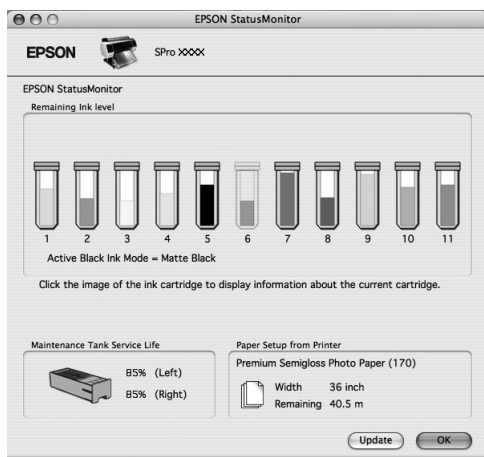 EPSON StatusMonitor
EPSON
SPro XXXX
EPSON StatusMonitor
Remaining Ink level
1 2 3 4 5 6 7 8 9 10 11
Active Black Ink Mode = Matte Black
Click the image of the ink cartridge to display information about the current cartridge.
Maintenance Tank Service Life
85% (Left)
85% (Right)
Paper Setup from Printer
Premium Semigloss Photo Paper (170)
Width 36 inch
Remaining 40.5 m
Update
OK